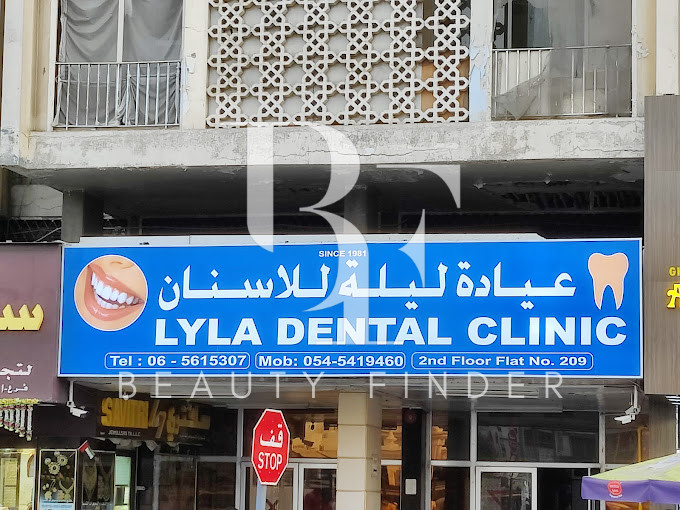 SINCE 1981
عيادة ليلة للاسنان
LYLA DENTAL CLINIC
Tel : 06 - 5615307
Mob: 054-5419460
2nd Floor Flat No. 209
BF
BEAUTY FINDER
قف
STOP